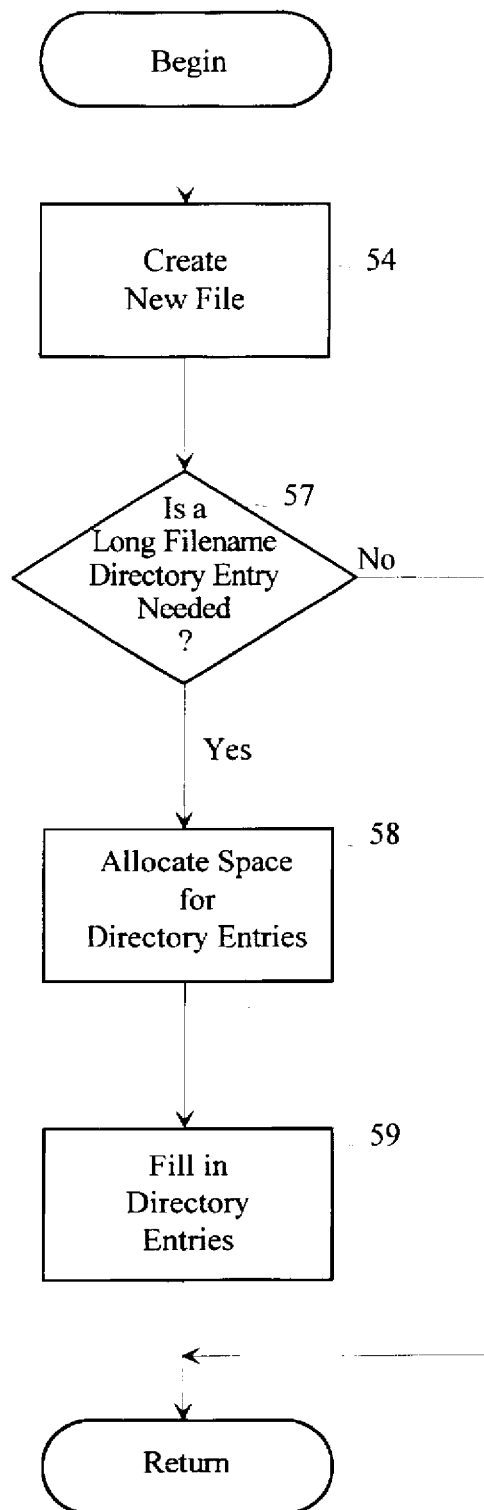 Begin
Create
New File
54
57
Is a
Long Filename
Directory Entry
Needed
?
No
Yes
58
Allocate Space
for
Directory Entries
59
Fill in
Directory
Entries
Return